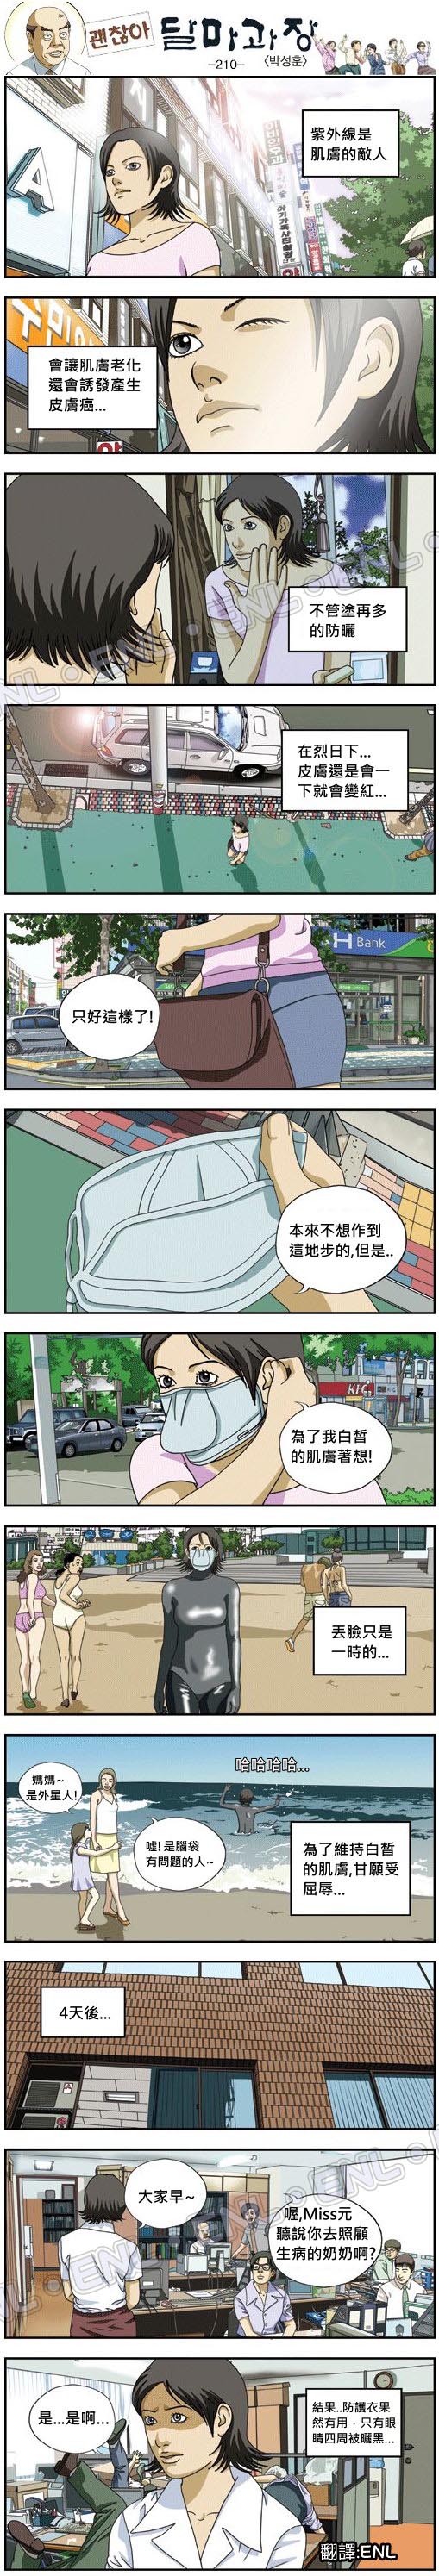 괜찮아 달마과장
-210-
〈박성훈〉
紫外線是
肌膚的敵人
A
會讓肌膚老化
還會誘發產生
皮膚癌...
不管塗再多
的防曬
ENL
在烈日下...
皮膚還是會一
下就會變紅...
H Bank
只好這樣了!
本來不想作到
這地步的,但是..
KFC
為了我白皙
的肌膚著想!
丟臉只是
一時的...
哈哈哈哈...
媽媽~
是外星人!
噓! 是腦袋
有問題的人~
為了維持白皙
的肌膚,甘願受
屈辱...
4天後...
大家早~
喔,Miss元
聽說你去照顧
生病的奶奶啊?
ENL
是...是啊...
結果..防護衣果
然有用，只有眼
睛四周被曬黑...
翻譯:ENL